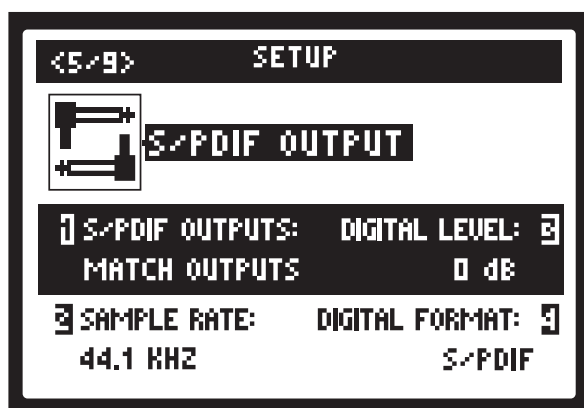 <5/9> SETUP
S/PDIF OUTPUT
1 S/PDIF OUTPUTS: DIGITAL LEVEL: 3
MATCH OUTPUTS 0 dB
2 SAMPLE RATE: DIGITAL FORMAT: 4
44.1 KHZ S/PDIF